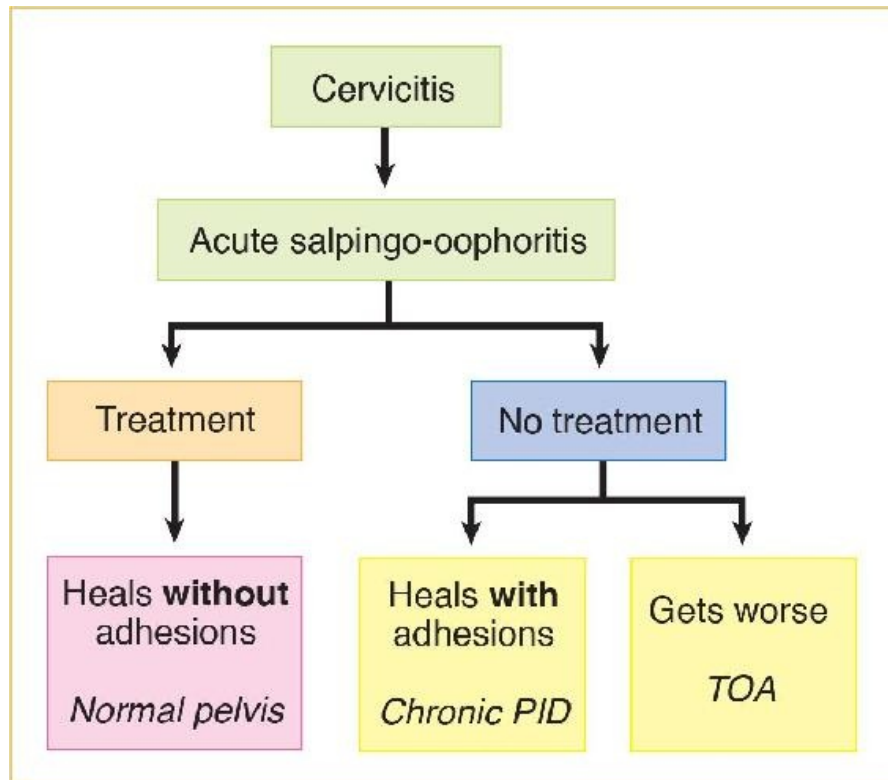 Cervicitis
Acute salpingo-oophoritis
Treatment
No treatment
Heals without
adhesions
Normal pelvis
Heals with
adhesions
Chronic PID
Gets worse
TOA